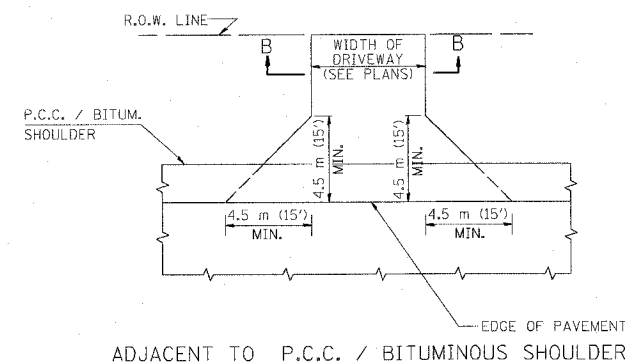 R.O.W. LINE
B
WIDTH OF
DRIVEWAY
(SEE PLANS)
B
P.C.C. / BITUM.
SHOULDER
4.5 m (15')
MIN.
4.5 m (15')
MIN.
4.5 m (15')
MIN.
4.5 m (15')
MIN.
EDGE OF PAVEMENT
ADJACENT TO P.C.C. / BITUMINOUS SHOULDER